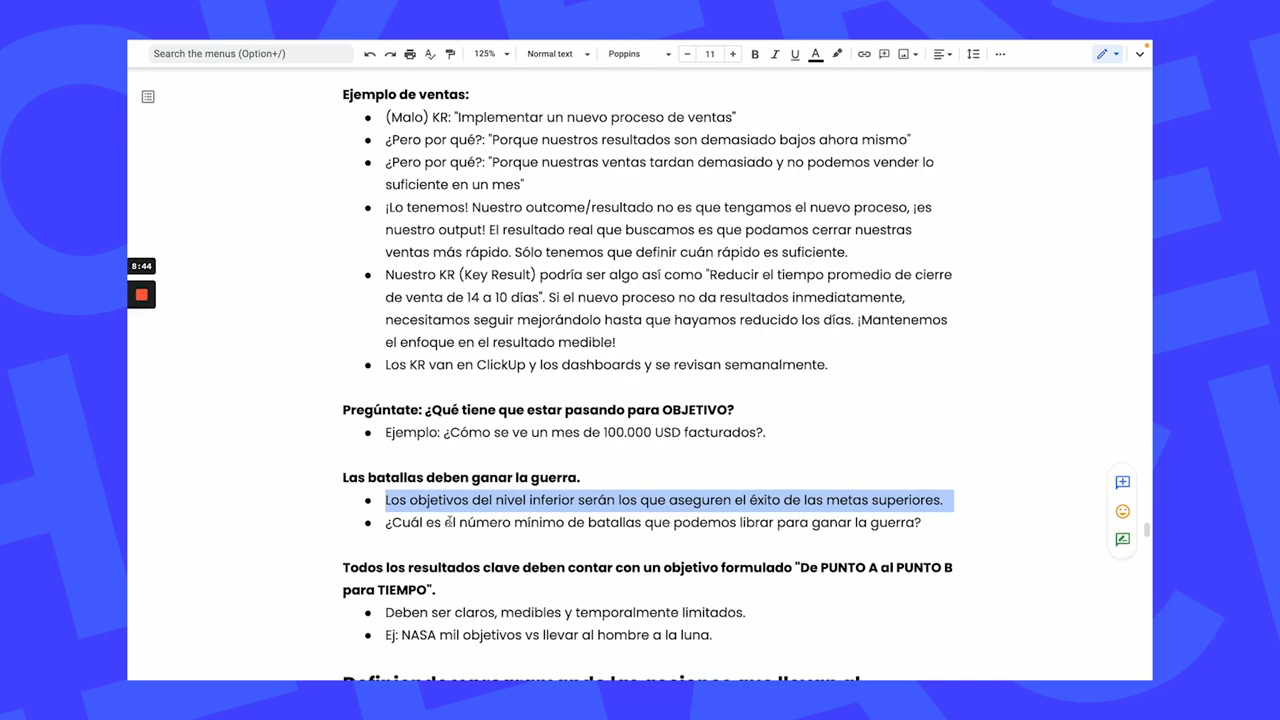 Search the menus (Option+/)
125%
Normal text
Poppins
11
B
I
U
A
Ejemplo de ventas:
(Malo) KR: "Implementar un nuevo proceso de ventas"
¿Pero por qué?: "Porque nuestros resultados son demasiado bajos ahora mismo"
¿Pero por qué?: "Porque nuestras ventas tardan demasiado y no podemos vender lo
suficiente en un mes"
¡Lo tenemos! Nuestro outcome/resultado no es que tengamos el nuevo proceso, ¡es
nuestro output! El resultado real que buscamos es que podamos cerrar nuestras
ventas más rápido. Sólo tenemos que definir cuán rápido es suficiente.
8:44
Nuestro KR (Key Result) podría ser algo así como "Reducir el tiempo promedio de cierre
de venta de 14 a 10 días". Si el nuevo proceso no da resultados inmediatamente,
necesitamos seguir mejorándolo hasta que hayamos reducido los días. ¡Mantenemos
el enfoque en el resultado medible!
Los KR van en ClickUp y los dashboards y se revisan semanalmente.
Pregúntate: ¿Qué tiene que estar pasando para OBJETIVO?
Ejemplo: ¿Cómo se ve un mes de 100.000 USD facturados?.
Las batallas deben ganar la guerra.
Los objetivos del nivel inferior serán los que aseguren el éxito de las metas superiores.
¿Cuál es el número mínimo de batallas que podemos librar para ganar la guerra?
Todos los resultados clave deben contar con un objetivo formulado "De PUNTO A al PUNTO B
para TIEMPO".
Deben ser claros, medibles y temporalmente limitados.
Ej: NASA mil objetivos vs llevar al hombre a la luna.